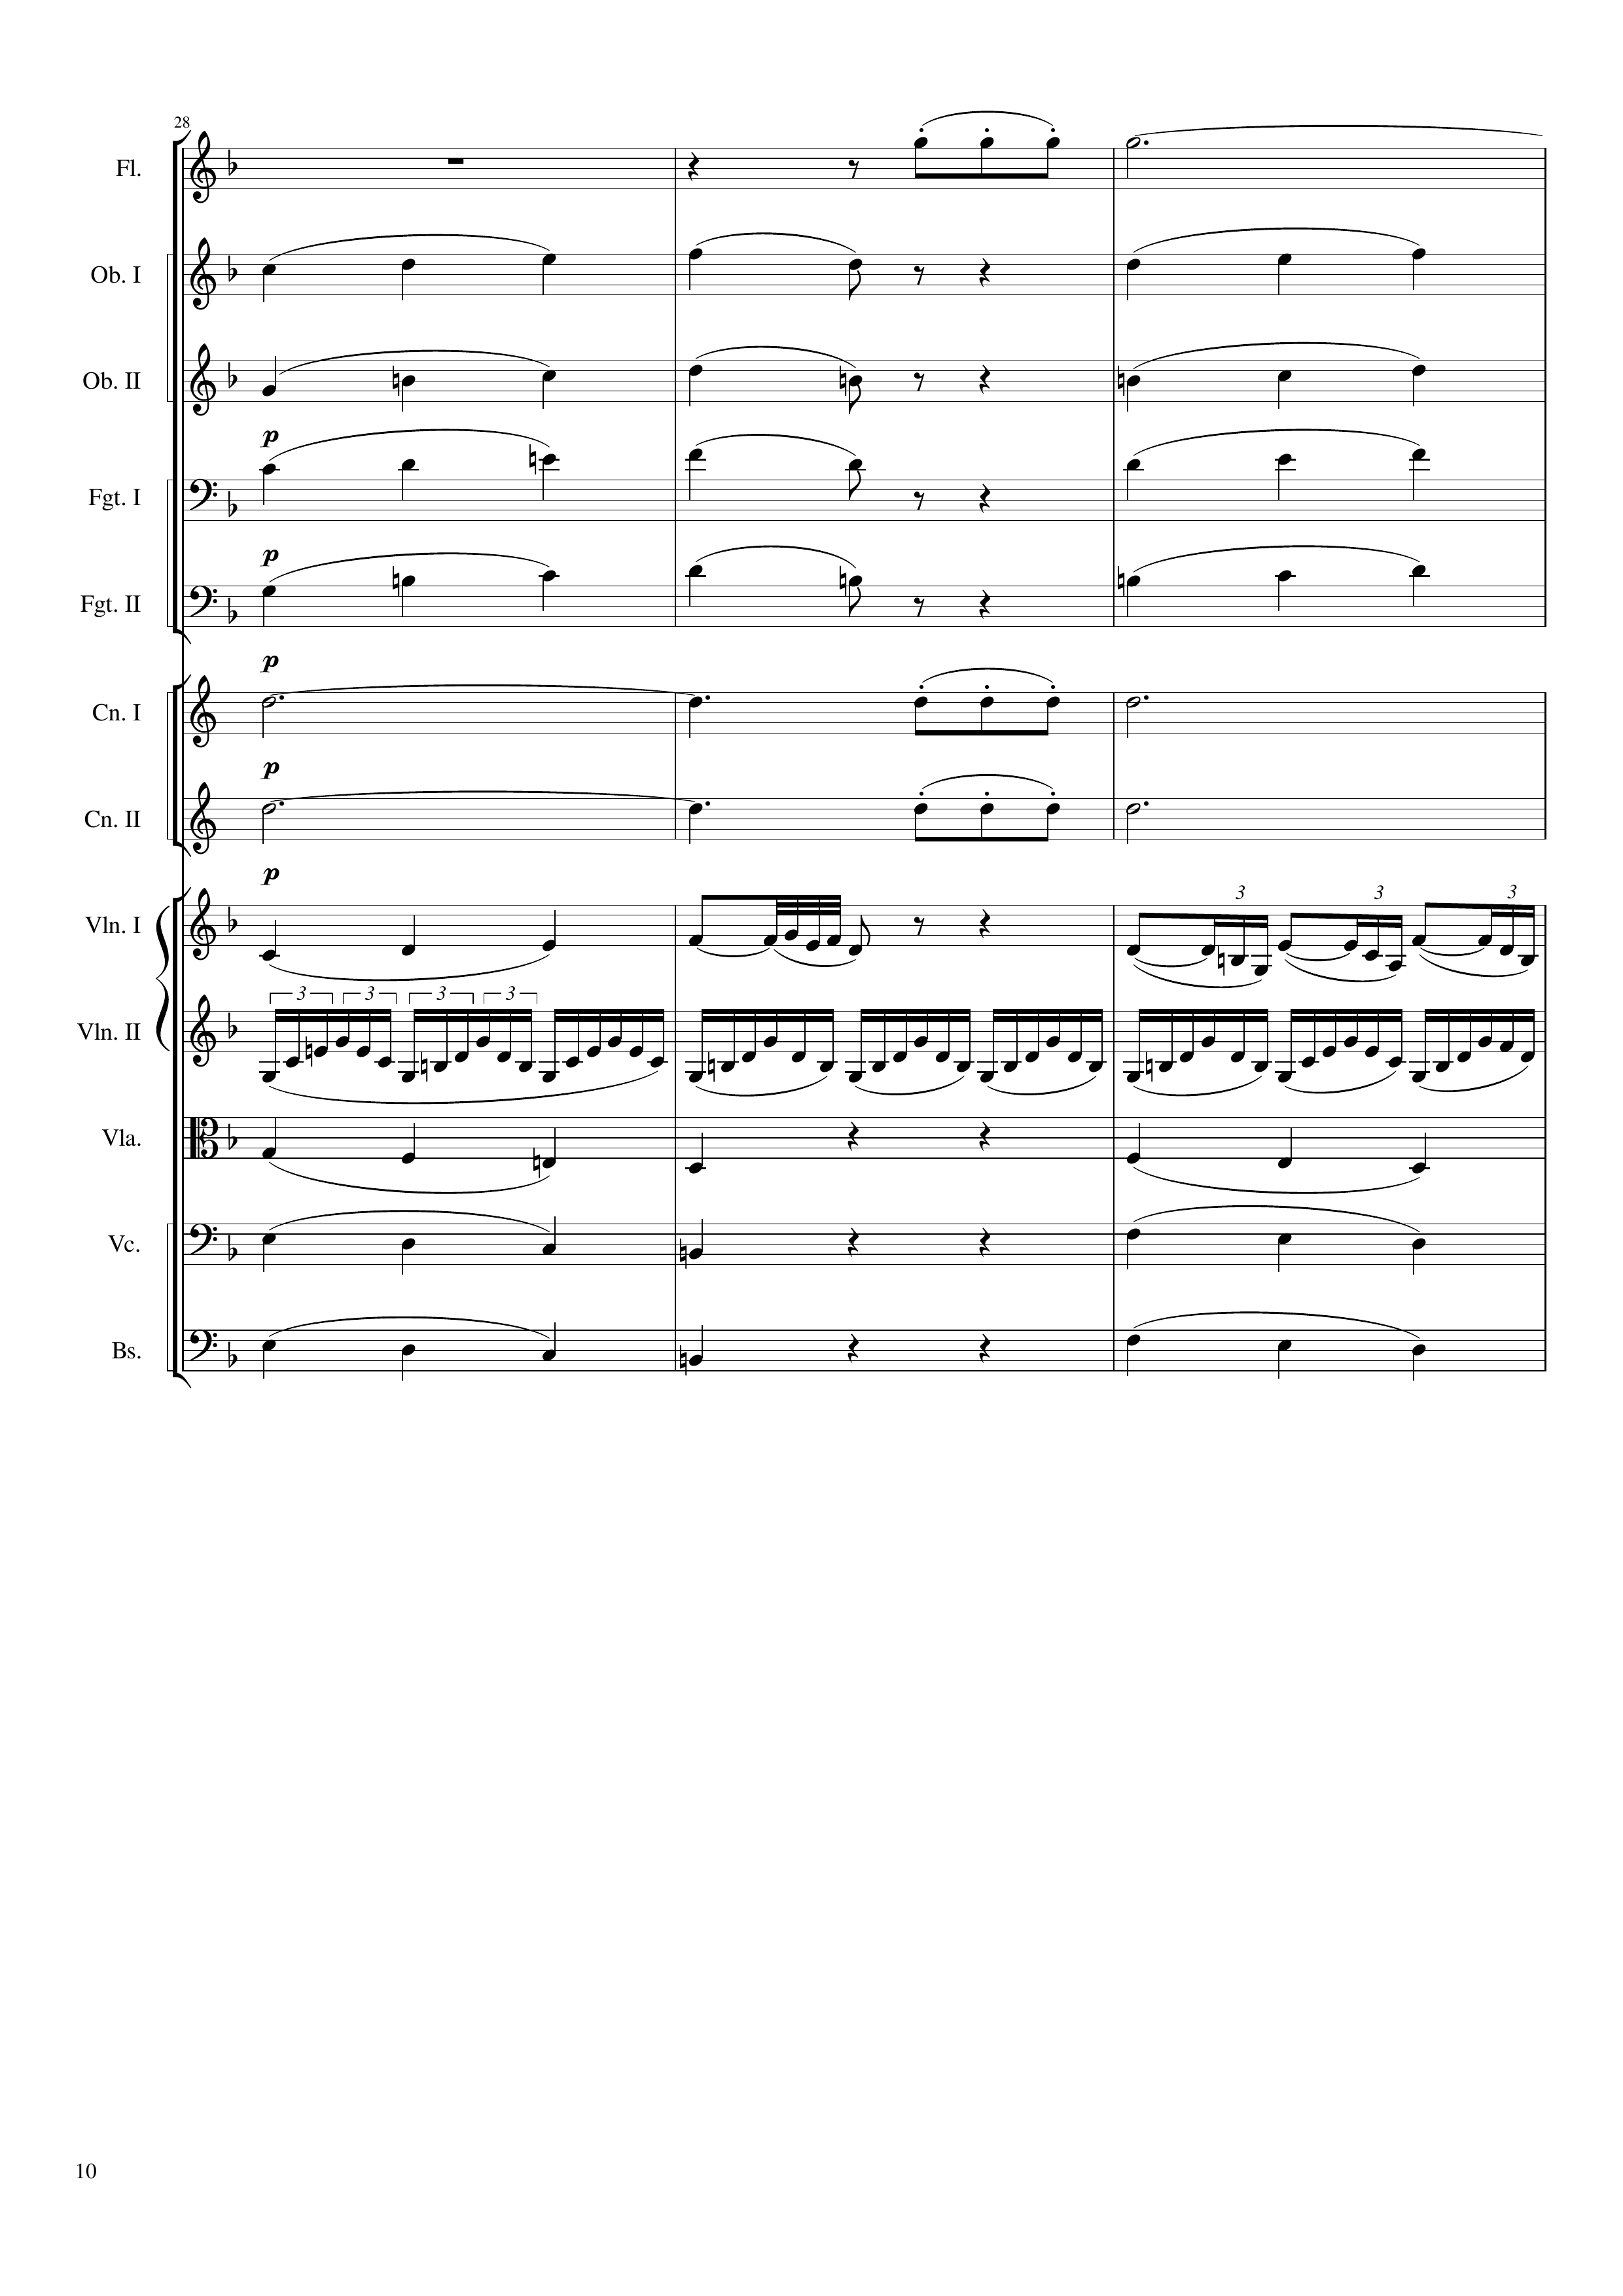 28
Fl.
Ob. I
Ob. II
p
Fgt. I
p
Fgt. II
p
Cn. I
p
Cn. II
p
Vln. I
3 3 3
3 3 3 3
Vln. II
Vla.
Vc.
Bs.
10